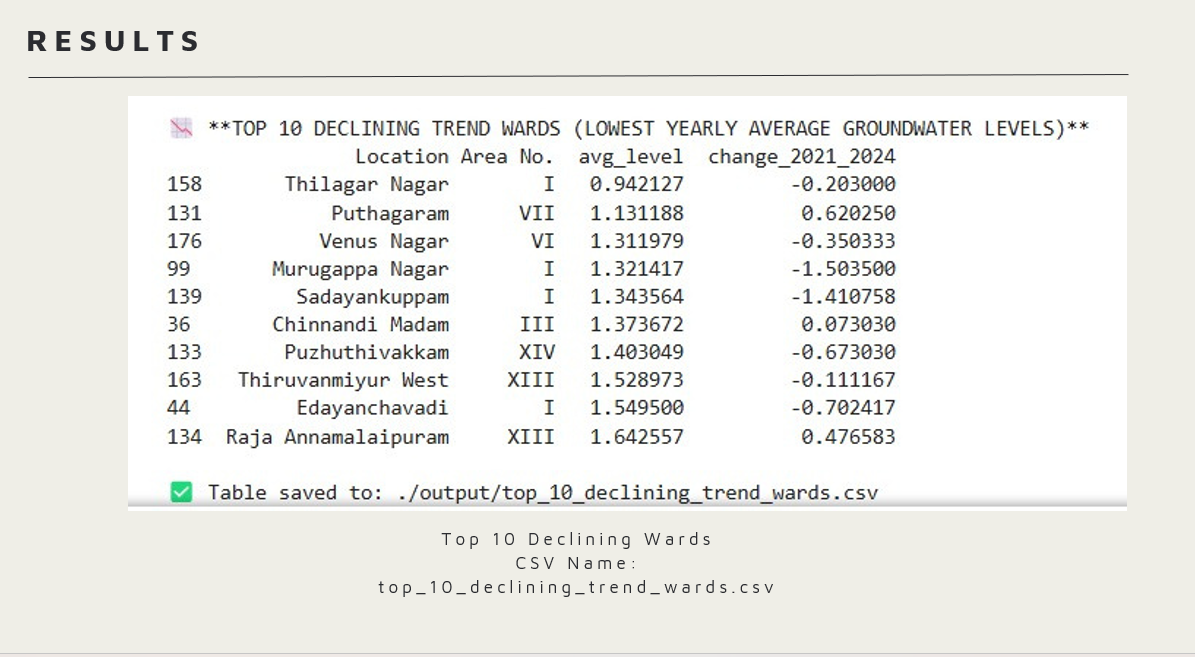 RESULTS
**TOP 10 DECLINING TREND WARDS (LOWEST YEARLY AVERAGE GROUNDWATER LEVELS)**
Location Area No. avg_level change_2021_2024
158 Thilagar Nagar I 0.942127 -0.203000
131 Puthagaram VII 1.131188 0.620250
176 Venus Nagar VI 1.311979 -0.350333
99 Murugappa Nagar I 1.321417 -1.503500
139 Sadayankuppam I 1.343564 -1.410758
36 Chinnandi Madam III 1.373672 0.073030
133 Puzhuthivakkam XIV 1.403049 -0.673030
163 Thiruvanmiyur West XIII 1.528973 -0.111167
44 Edayanchavadi I 1.549500 -0.702417
134 Raja Annamalaipuram XIII 1.642557 0.476583
Table saved to: ./output/top_10_declining_trend_wards.csv
Top 10 Declining Wards
CSV Name:
top_10_declining_trend_wards.csv